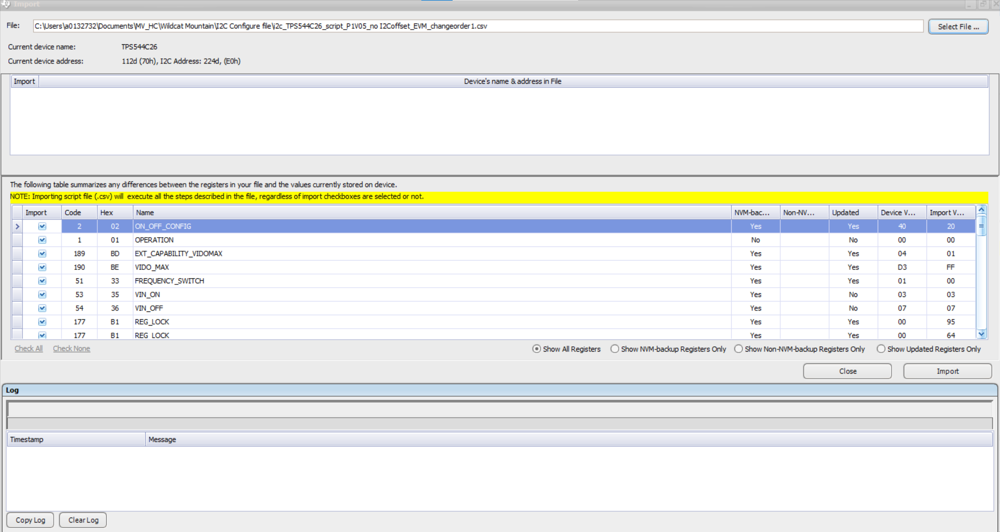 Import
File: C:\Users\a0132732\Documents\MV_HC\Wildcat Mountain\I2C Configure file\i2c_TPS544C26_script_P1V05_no I2Coffset_EVM_changeorder1.csv Select File ...
Current device name: TPS544C26
Current device address: 112d (70h), I2C Address: 224d, (E0h)
Import Device's name & address in File
The following table summarizes any differences between the registers in your file and the values currently stored on device.
NOTE: Importing script file (.csv) will execute all the steps described in the file, regardless of import checkboxes are selected or not.
Import Code Hex Name NVM-bac... Non-NV... Updated Device V... Import V...
2 02 ON_OFF_CONFIG Yes Yes 40 20
1 01 OPERATION No No 00 00
189 BD EXT_CAPABILITY_VIDOMAX Yes Yes 04 01
190 BE VIDO_MAX Yes Yes D3 FF
51 33 FREQUENCY_SWITCH Yes Yes 01 00
53 35 VIN_ON Yes No 03 03
54 36 VIN_OFF Yes No 07 07
177 B1 REG_LOCK Yes Yes 00 95
177 B1 REG_LOCK Yes Yes 00 64
Check All Check None Show All Registers Show NVM-backup Registers Only Show Non-NVM-backup Registers Only Show Updated Registers Only
Close Import
Log
Timestamp Message
Copy Log Clear Log